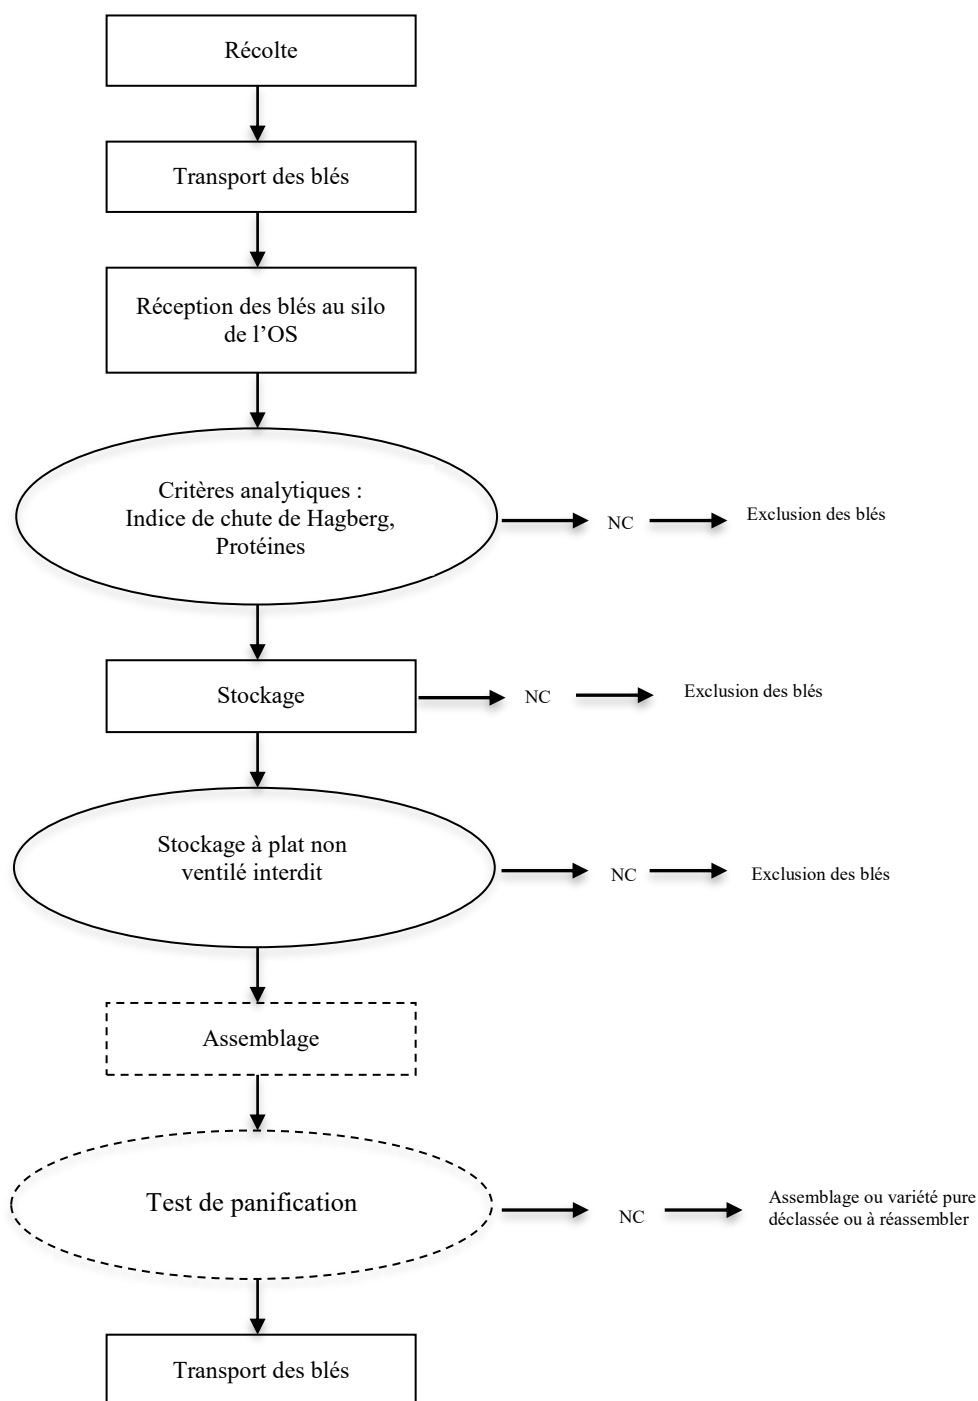 Récolte
Transport des blés
Réception des blés au silo
de l’OS
Critères analytiques :
Indice de chute de Hagberg,
Protéines
NC
Exclusion des blés
Stockage
NC
Exclusion des blés
Stockage à plat non
ventilé interdit
NC
Exclusion des blés
Assemblage
Test de panification
NC
Assemblage ou variété pure
déclassée ou à réassembler
Transport des blés